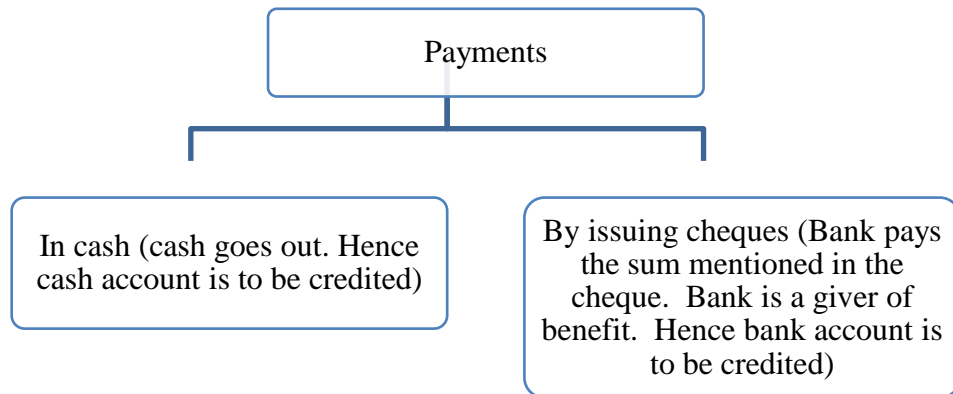 Payments
In cash (cash goes out. Hence
cash account is to be credited)
By issuing cheques (Bank pays
the sum mentioned in the
cheque.  Bank is a giver of
benefit.  Hence bank account is
to be credited)